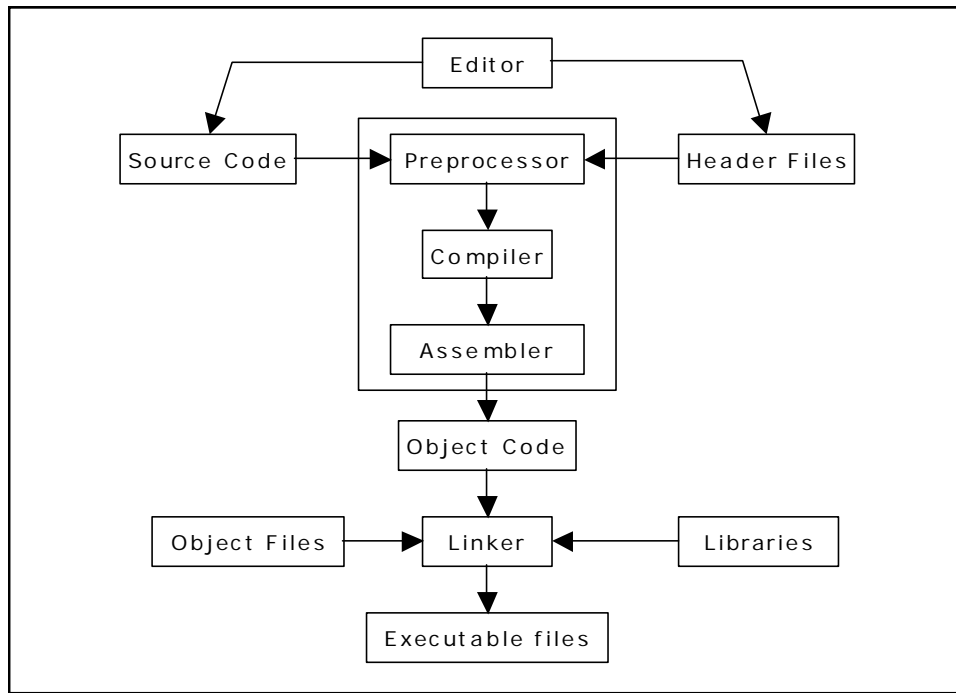 Editor
Source Code
Preprocessor
Header Files
Compiler
Assembler
Object Code
Object Files
Linker
Libraries
Executable files